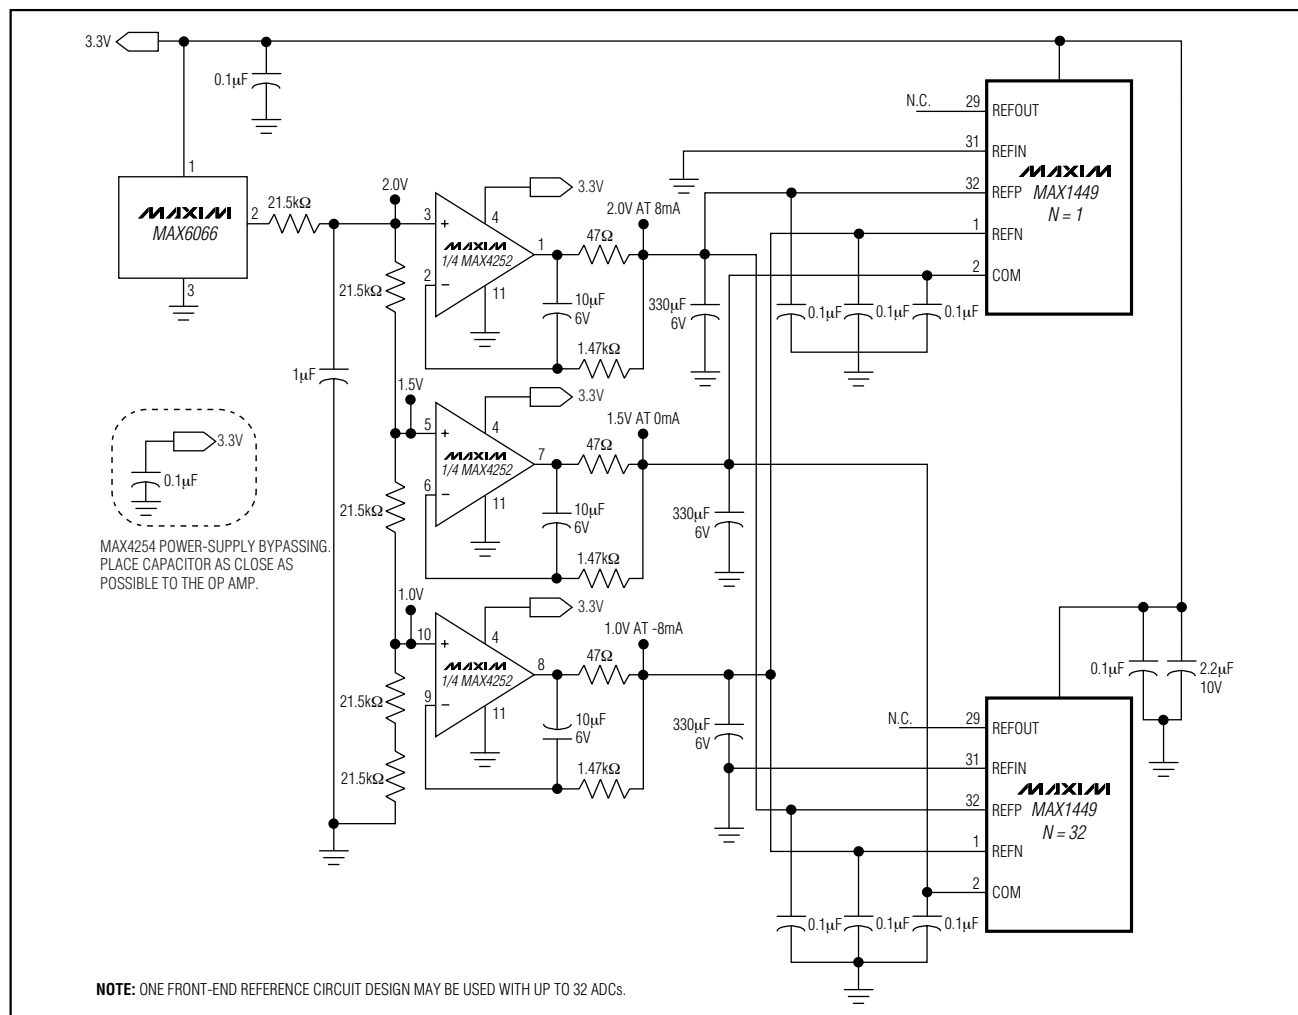 3.3V
0.1µF
1
MAXIM
MAX6066
2
3
21.5kΩ
2.0V
21.5kΩ
1µF
3
+
4
3.3V
MAXIM
1/4 MAX4252
2
−
11
1
47Ω
2.0V AT 8mA
10µF
6V
1.47kΩ
330µF
6V
N.C.
29
REFOUT
31
REFIN
32
REFP
1
REFN
2
COM
MAXIM
MAX1449
N = 1
0.1µF
0.1µF
0.1µF
1.5V
21.5kΩ
5
+
4
3.3V
MAXIM
1/4 MAX4252
6
−
11
7
47Ω
1.5V AT 0mA
10µF
6V
1.47kΩ
330µF
6V
3.3V
0.1µF
MAX4254 POWER-SUPPLY BYPASSING.
PLACE CAPACITOR AS CLOSE AS
POSSIBLE TO THE OP AMP.
1.0V
21.5kΩ
21.5kΩ
10
+
4
3.3V
MAXIM
1/4 MAX4252
9
−
11
8
47Ω
1.0V AT -8mA
10µF
6V
1.47kΩ
330µF
6V
0.1µF
2.2µF
10V
N.C.
29
REFOUT
31
REFIN
32
REFP
1
REFN
2
COM
MAXIM
MAX1449
N = 32
0.1µF
0.1µF
0.1µF
NOTE: ONE FRONT-END REFERENCE CIRCUIT DESIGN MAY BE USED WITH UP TO 32 ADCs.